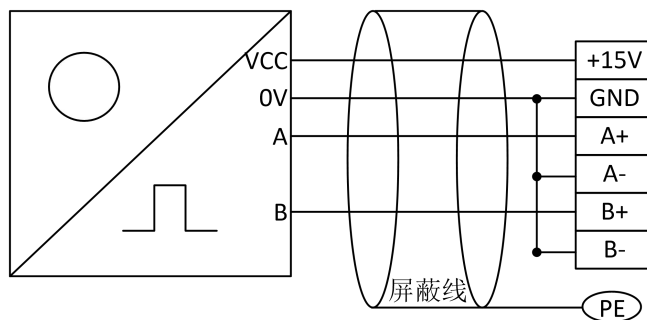 VCC
+15V
0V
GND
A
A+
A-
B
B+
B-
屏蔽线
PE